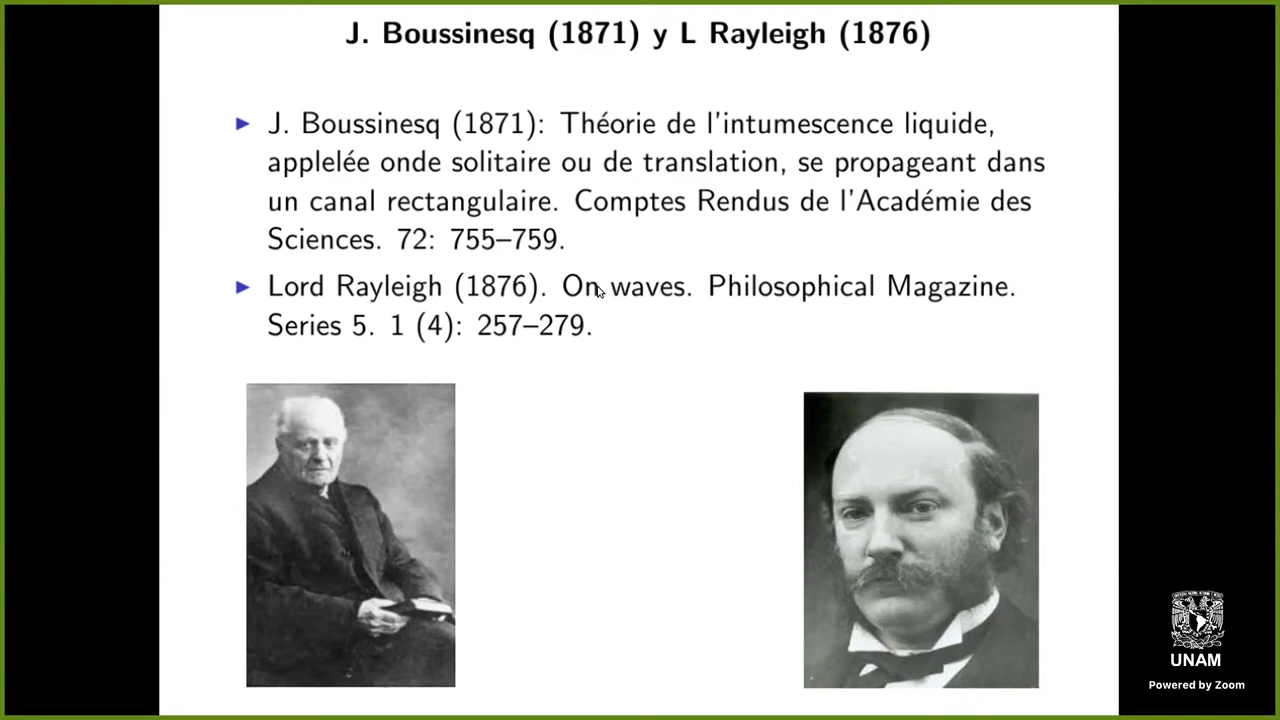 J. Boussinesq (1871) y L Rayleigh (1876)
J. Boussinesq (1871): Théorie de l'intumescence liquide,
applelée onde solitaire ou de translation, se propageant dans
un canal rectangulaire. Comptes Rendus de l'Académie des
Sciences. 72: 755–759.
Lord Rayleigh (1876). On waves. Philosophical Magazine.
Series 5. 1 (4): 257–279.
UNAM
Powered by Zoom